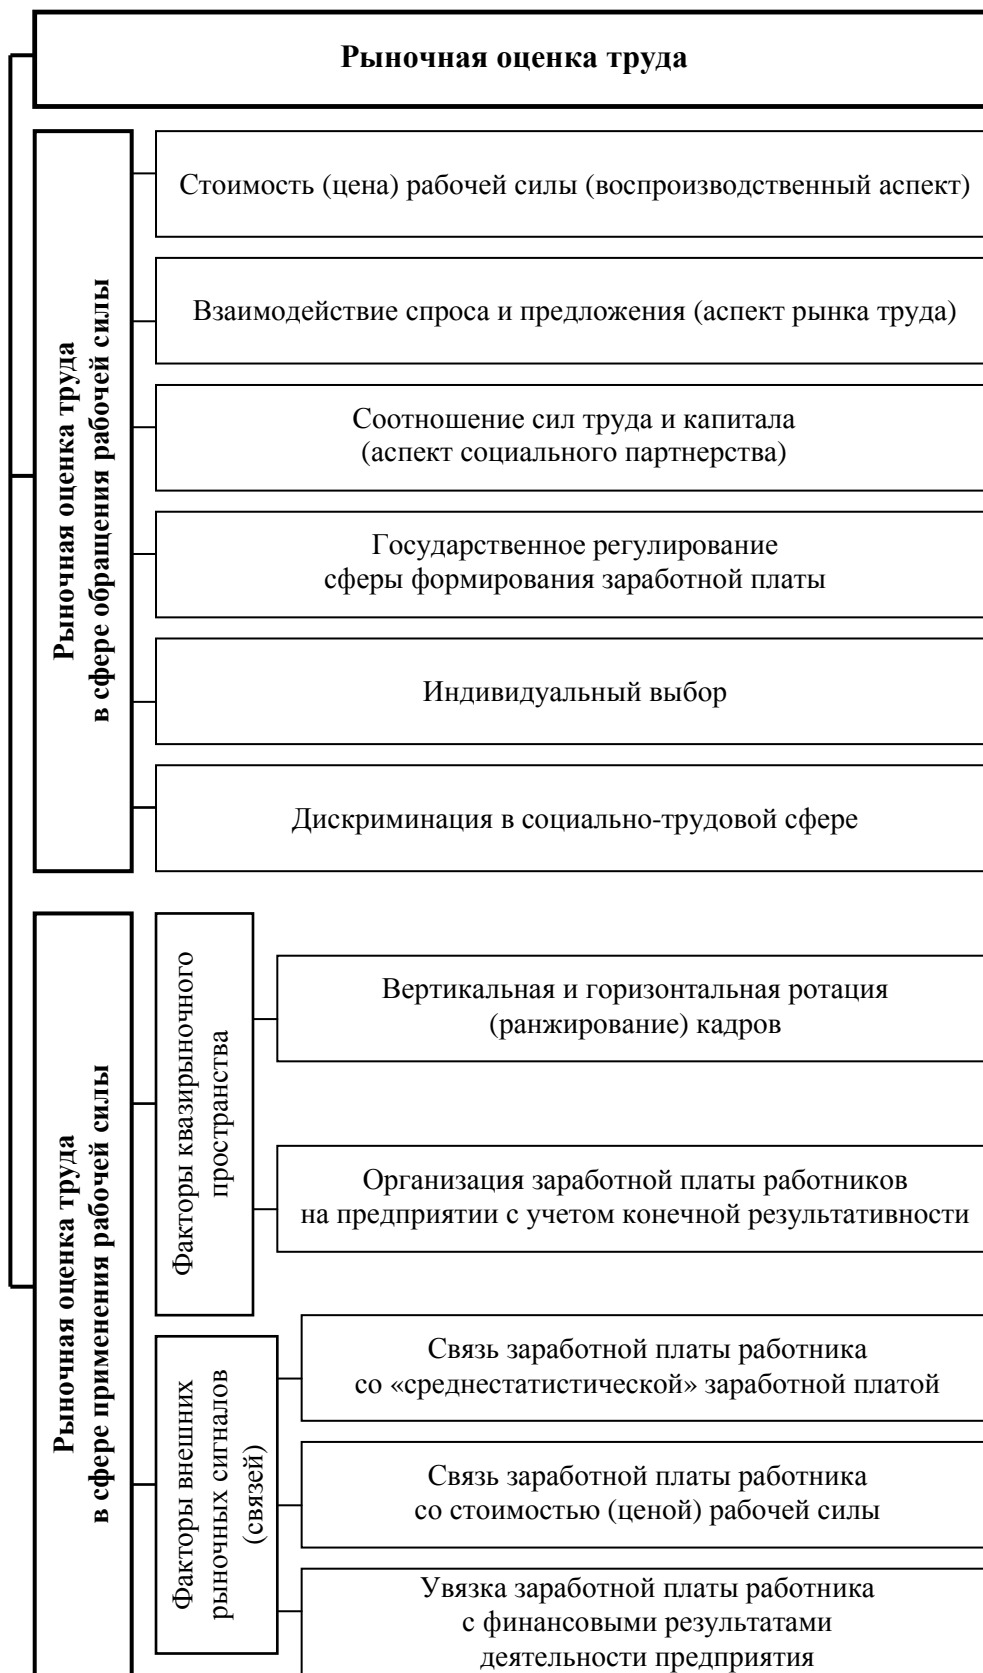 Рыночная оценка труда
Рыночная оценка труда
в сфере обращения рабочей силы
Стоимость (цена) рабочей силы (воспроизводственный аспект)
Взаимодействие спроса и предложения (аспект рынка труда)
Соотношение сил труда и капитала
(аспект социального партнерства)
Государственное регулирование
сферы формирования заработной платы
Индивидуальный выбор
Дискриминация в социально-трудовой сфере
Рыночная оценка труда
в сфере применения рабочей силы
Факторы квазирыночного
пространства
Вертикальная и горизонтальная ротация
(ранжирование) кадров
Организация заработной платы работников
на предприятии с учетом конечной результативности
Факторы внешних
рыночных сигналов
(связей)
Связь заработной платы работника
со «среднестатистической» заработной платой
Связь заработной платы работника
со стоимостью (ценой) рабочей силы
Увязка заработной платы работника
с финансовыми результатами
деятельности предприятия